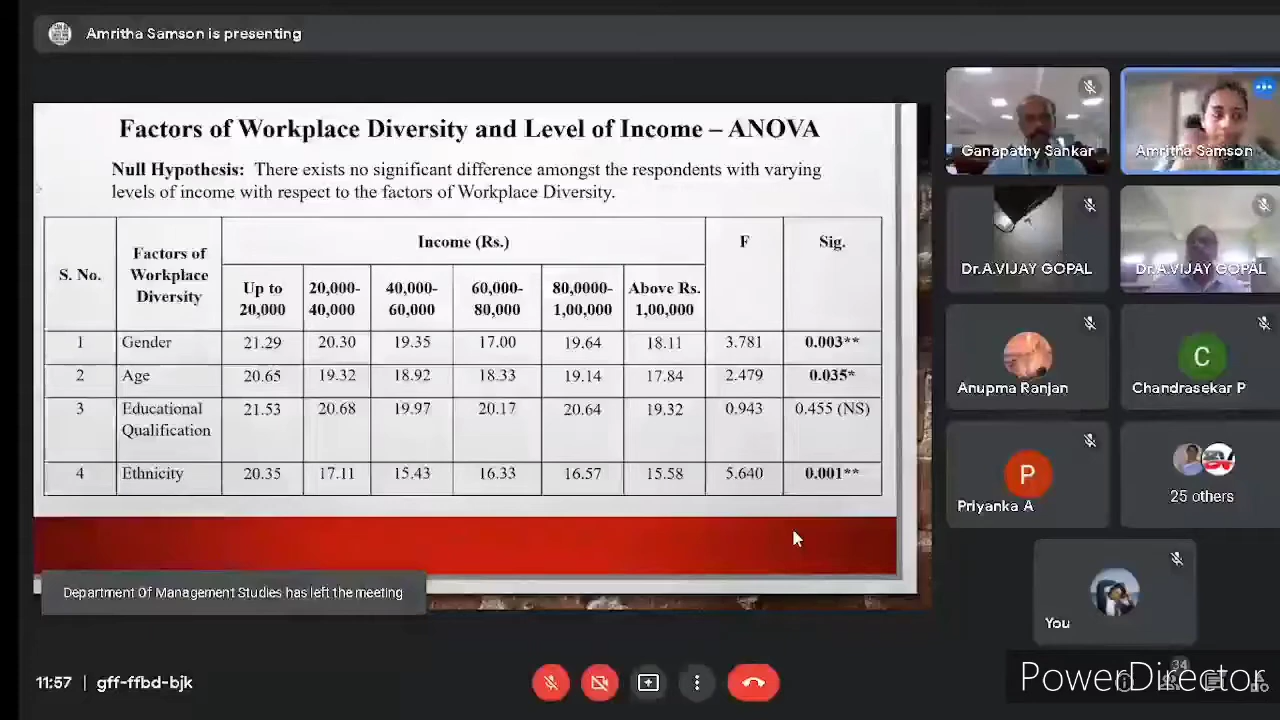 Amritha Samson is presenting
Factors of Workplace Diversity and Level of Income – ANOVA
Null Hypothesis: There exists no significant difference amongst the respondents with varying
levels of income with respect to the factors of Workplace Diversity.
S. No. Factors of Workplace Diversity Income (Rs.) F Sig.
Up to 20,000 20,000-40,000 40,000-60,000 60,000-80,000 80,0000-1,00,000 Above Rs. 1,00,000
1 Gender 21.29 20.30 19.35 17.00 19.64 18.11 3.781 0.003**
2 Age 20.65 19.32 18.92 18.33 19.14 17.84 2.479 0.035*
3 Educational Qualification 21.53 20.68 19.97 20.17 20.64 19.32 0.943 0.455 (NS)
4 Ethnicity 20.35 17.11 15.43 16.33 16.57 15.58 5.640 0.001**
Department Of Management Studies has left the meeting
11:57 | gff-ffbd-bjk
Ganapathy Sankar
Amritha Samson
Dr.A.VIJAY GOPAL
Dr.A.VIJAY GOPAL
Anupma Ranjan
C
Chandrasekar P
P
Priyanka A
25 others
You
34
PowerDirector